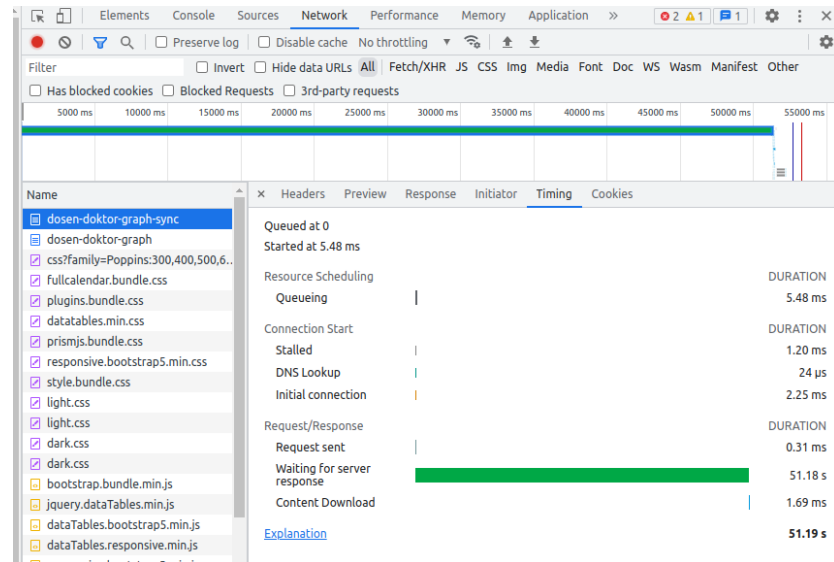 Elements Console Sources Network Performance Memory Application » 2 1 1
Preserve log Disable cache No throttling
Filter Invert Hide data URLs All Fetch/XHR JS CSS Img Media Font Doc WS Wasm Manifest Other
Has blocked cookies Blocked Requests 3rd-party requests
5000 ms 10000 ms 15000 ms 20000 ms 25000 ms 30000 ms 35000 ms 40000 ms 45000 ms 50000 ms 55000 ms
Name
dosen-doktor-graph-sync
dosen-doktor-graph
css?family=Poppins:300,400,500,6..
fullcalendar.bundle.css
plugins.bundle.css
datatables.min.css
prismjs.bundle.css
responsive.bootstrap5.min.css
style.bundle.css
light.css
light.css
dark.css
dark.css
bootstrap.bundle.min.js
jquery.dataTables.min.js
dataTables.bootstrap5.min.js
dataTables.responsive.min.js
× Headers Preview Response Initiator Timing Cookies
Queued at 0
Started at 5.48 ms
Resource Scheduling DURATION
Queueing 5.48 ms
Connection Start DURATION
Stalled 1.20 ms
DNS Lookup 24 µs
Initial connection 2.25 ms
Request/Response DURATION
Request sent 0.31 ms
Waiting for server
response 51.18 s
Content Download 1.69 ms
Explanation 51.19 s